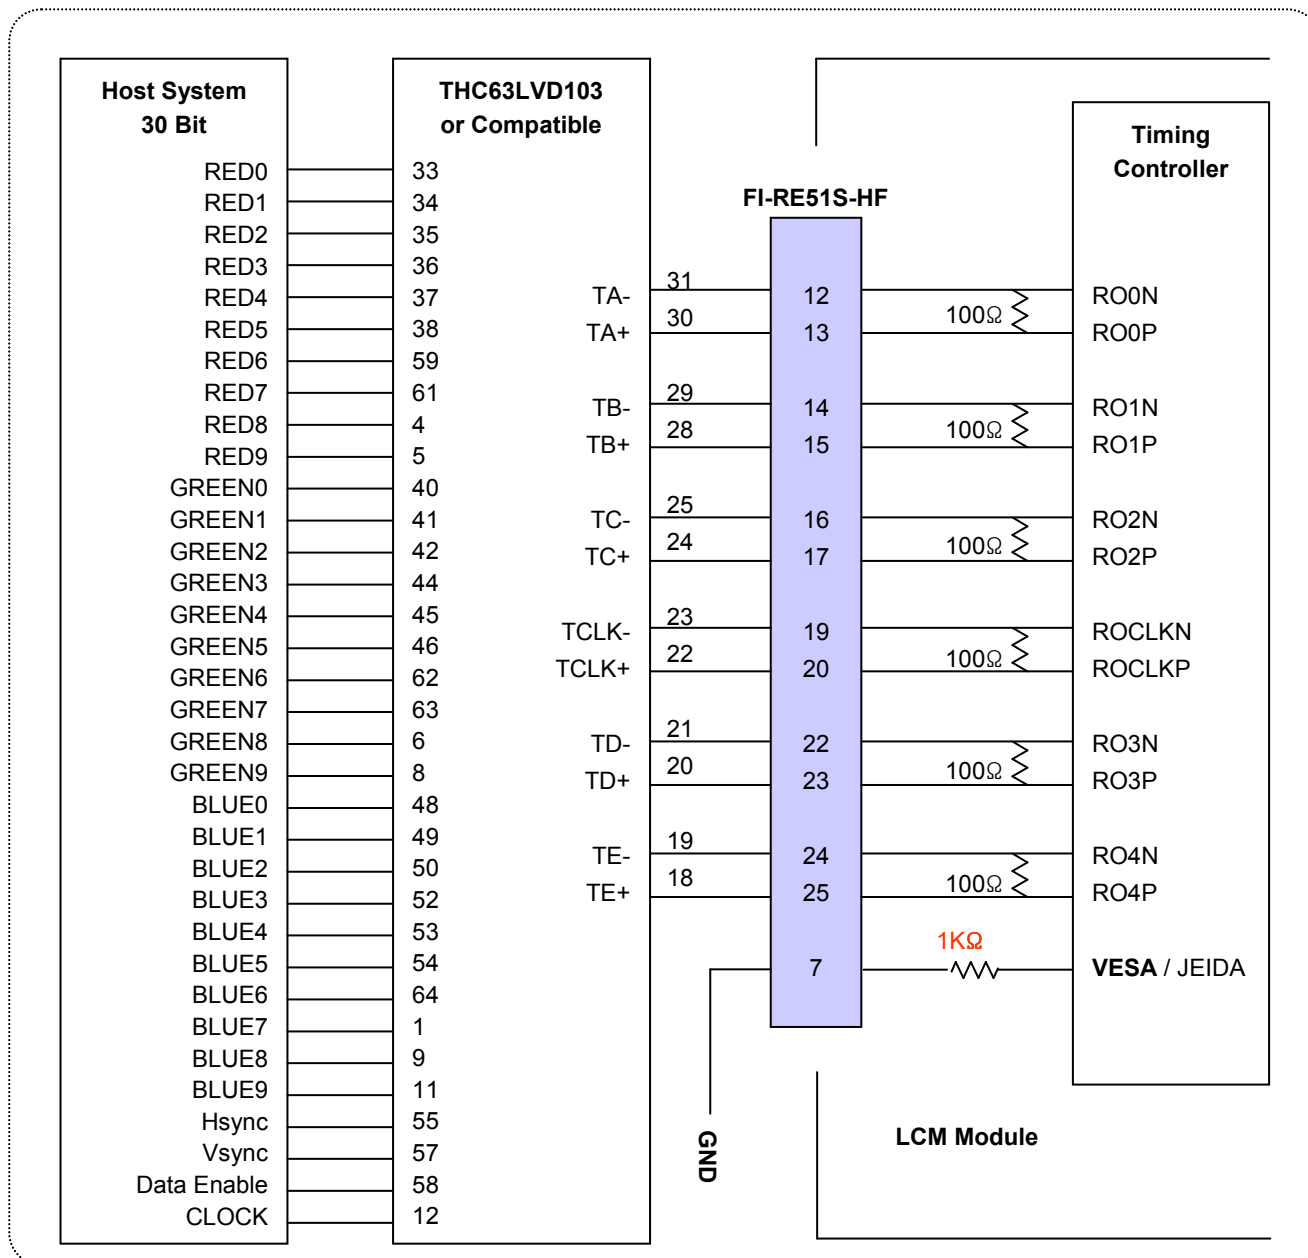 Host System
30 Bit
THC63LVD103
or Compatible
Timing
Controller
FI-RE51S-HF
RED0 33
RED1 34
RED2 35
RED3 36
RED4 37
RED5 38
RED6 59
RED7 61
RED8 4
RED9 5
GREEN0 40
GREEN1 41
GREEN2 42
GREEN3 44
GREEN4 45
GREEN5 46
GREEN6 62
GREEN7 63
GREEN8 6
GREEN9 8
BLUE0 48
BLUE1 49
BLUE2 50
BLUE3 52
BLUE4 53
BLUE5 54
BLUE6 64
BLUE7 1
BLUE8 9
BLUE9 11
Hsync 55
Vsync 57
Data Enable 58
CLOCK 12
TA- 31 12 RO0N
100Ω
TA+ 30 13 RO0P
TB- 29 14 RO1N
100Ω
TB+ 28 15 RO1P
TC- 25 16 RO2N
100Ω
TC+ 24 17 RO2P
TCLK- 23 19 ROCLKN
100Ω
TCLK+ 22 20 ROCLKP
TD- 21 22 RO3N
100Ω
TD+ 20 23 RO3P
TE- 19 24 RO4N
100Ω
TE+ 18 25 RO4P
1KΩ
7 VESA / JEIDA
GND
LCM Module